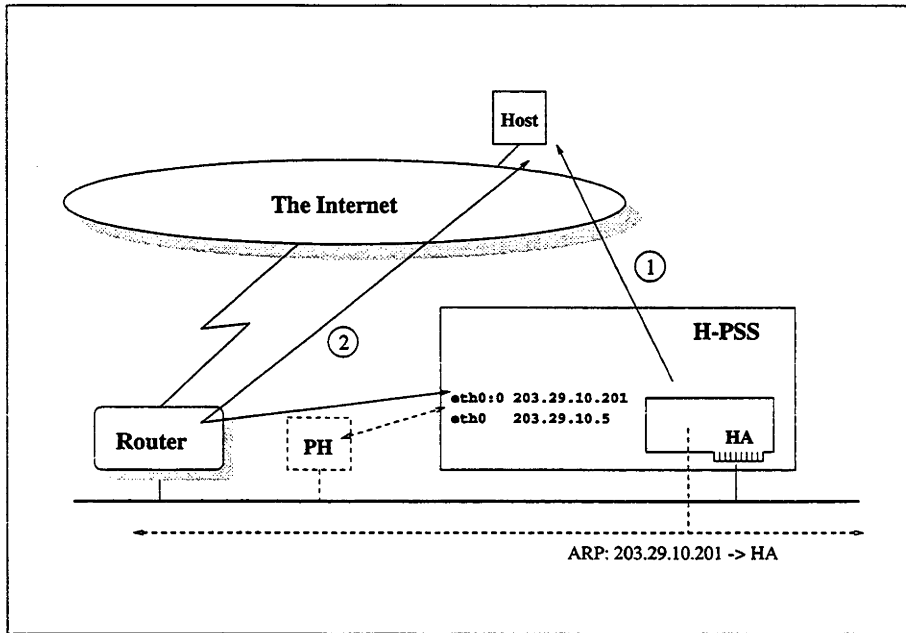 Host
The Internet
1
H-PSS
2
eth0:0 203.29.10.201
eth0 203.29.10.5
Router
PH
HA
ARP: 203.29.10.201 -> HA